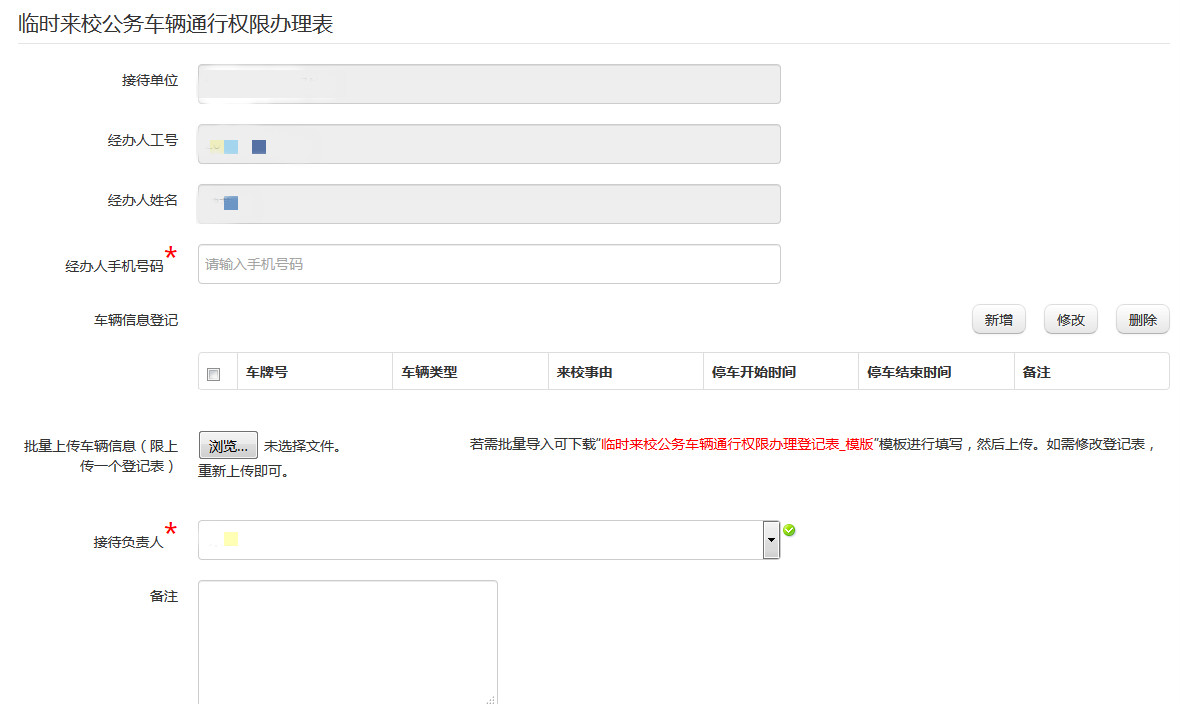 临时来校公务车辆通行权限办理表
接待单位
经办人工号
经办人姓名
经办人手机号码*
请输入手机号码
车辆信息登记
新增 修改 删除
车牌号 车辆类型 来校事由 停车开始时间 停车结束时间 备注
批量上传车辆信息（限上
传一个登记表）
浏览... 未选择文件。 若需批量导入可下载"临时来校公务车辆通行权限办理登记表_模版"模板进行填写，然后上传。如需修改登记表，
重新上传即可。
接待负责人*
备注